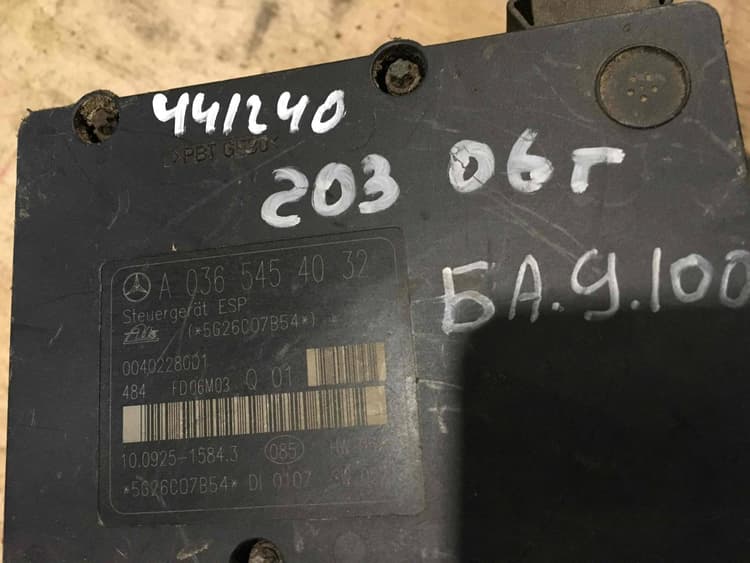 441240
>PBT GF30<
203 06г
БА.У.100
A 036 545 40 32
Steuergerät ESP
Ate (*5G26C07B54*)
0040228001
484 FD06M03 Q 01
10.0925-1584.3 085
*5G26C07B54* DI 0107